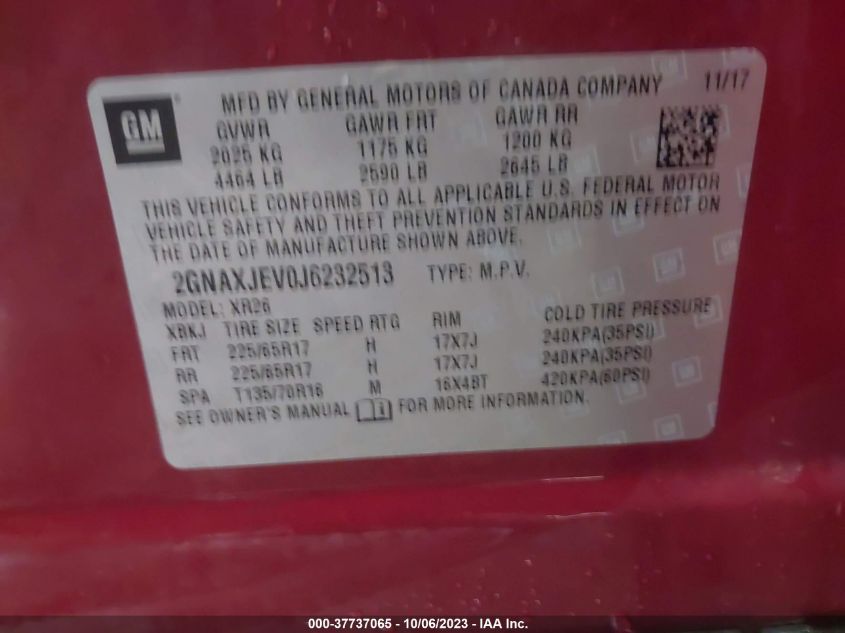 GM
MFD BY GENERAL MOTORS OF CANADA COMPANY 11/17
GVWR GAWR FRT GAWR RR
2025 KG 1175 KG 1200 KG
4464 LB 2590 LB 2645 LB
THIS VEHICLE CONFORMS TO ALL APPLICABLE U.S. FEDERAL MOTOR
VEHICLE SAFETY AND THEFT PREVENTION STANDARDS IN EFFECT ON
THE DATE OF MANUFACTURE SHOWN ABOVE.
2GNAXJEV0J6232513 TYPE: M.P.V.
MODEL: XR26
XBKJ TIRE SIZE SPEED RTG RIM COLD TIRE PRESSURE
FRT 225/65R17 H 17X7J 240KPA(35PSI)
RR 225/65R17 H 17X7J 240KPA(35PSI)
SPA T135/70R16 M 16X4BT 420KPA(60PSI)
SEE OWNER'S MANUAL FOR MORE INFORMATION.
000-37737065 - 10/06/2023 - IAA Inc.